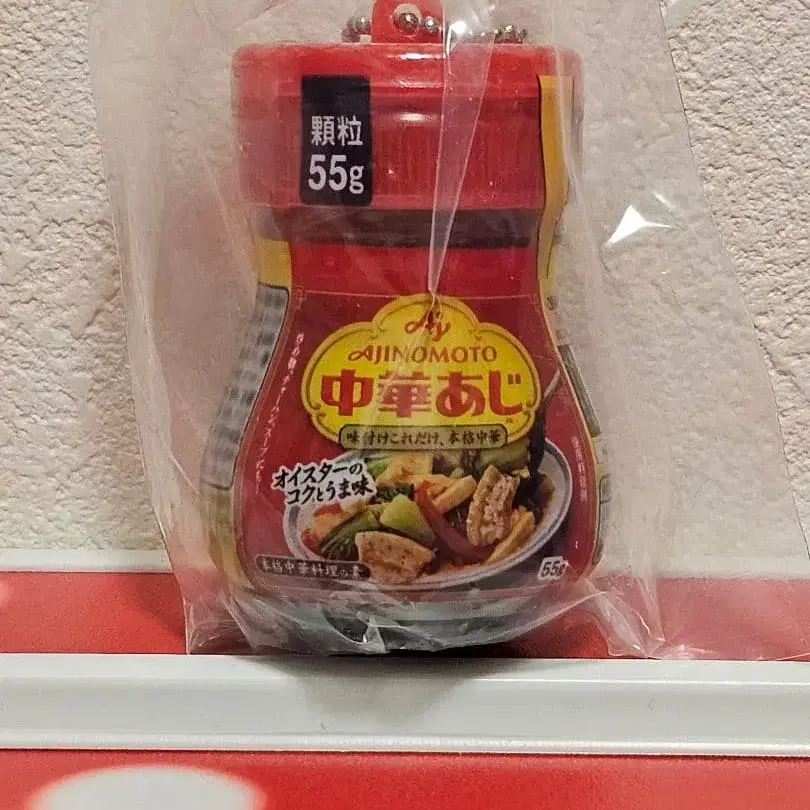 顆粒
55g
Ay
AJINOMOTO
中華あじ
味付けこれだけ、本格中華
オイスターの
コクとうま味
本格中華料理の素
55g